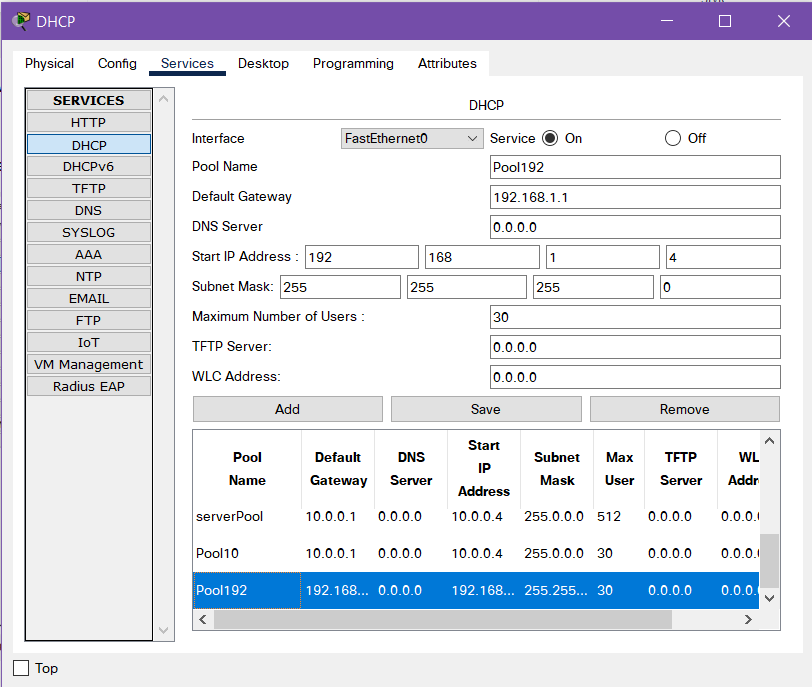 DHCP
Physical Config Services Desktop Programming Attributes
SERVICES
HTTP
DHCP
DHCPv6
TFTP
DNS
SYSLOG
AAA
NTP
EMAIL
FTP
IoT
VM Management
Radius EAP
DHCP
Interface FastEthernet0 Service On Off
Pool Name Pool192
Default Gateway 192.168.1.1
DNS Server 0.0.0.0
Start IP Address : 192 168 1 4
Subnet Mask: 255 255 255 0
Maximum Number of Users : 30
TFTP Server: 0.0.0.0
WLC Address: 0.0.0.0
Add Save Remove
Pool Name Default Gateway DNS Server Start IP Address Subnet Mask Max User TFTP Server WL Addr
serverPool 10.0.0.1 0.0.0.0 10.0.0.4 255.0.0.0 512 0.0.0.0 0.0.0.
Pool10 10.0.0.1 0.0.0.0 10.0.0.4 255.0.0.0 30 0.0.0.0 0.0.0.
Pool192 192.168... 0.0.0.0 192.168... 255.255... 30 0.0.0.0 0.0.0.
Top